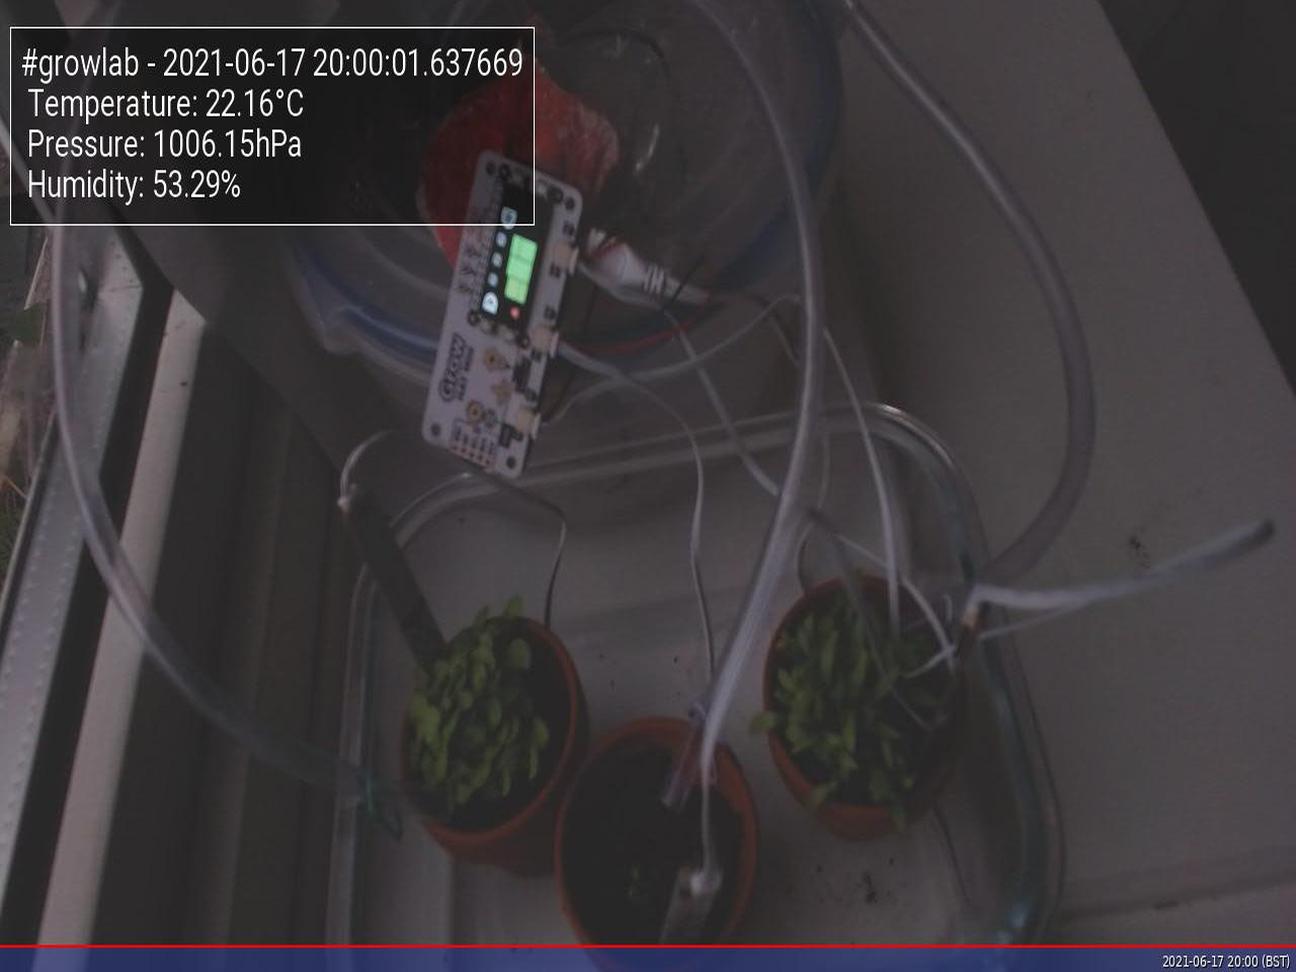 #growlab - 2021-06-17 20:00:01.637669
Temperature: 22.16°C
Pressure: 1006.15hPa
Humidity: 53.29%
GROW
2021-06-17 20:00 (BST)